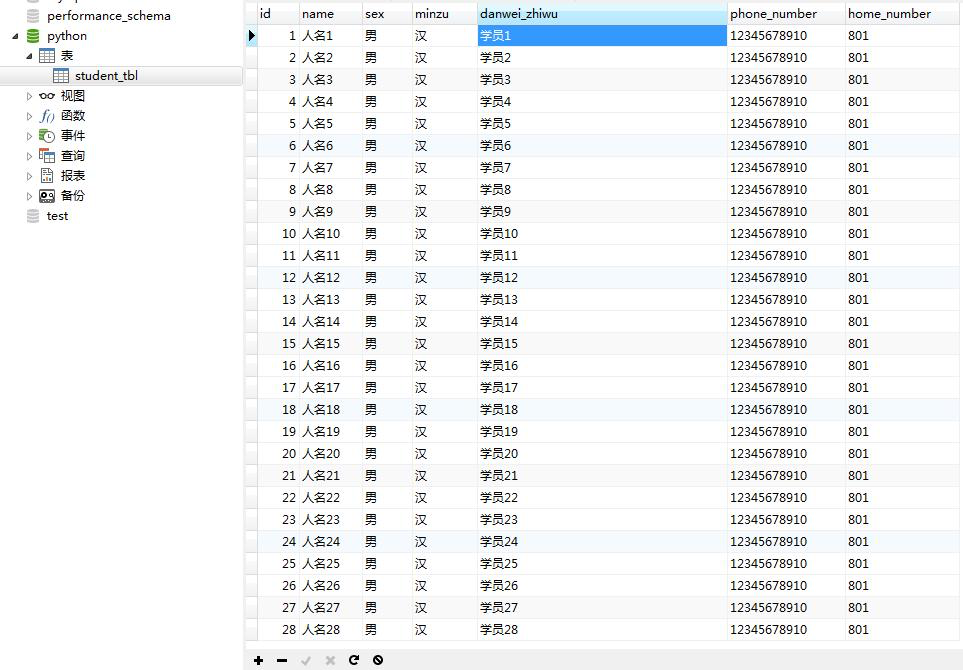 performance_schema
python
表
student_tbl
视图
函数
事件
查询
报表
备份
test
id name sex minzu danwei_zhiwu phone_number home_number
1 人名1 男 汉 学员1 12345678910 801
2 人名2 男 汉 学员2 12345678910 801
3 人名3 男 汉 学员3 12345678910 801
4 人名4 男 汉 学员4 12345678910 801
5 人名5 男 汉 学员5 12345678910 801
6 人名6 男 汉 学员6 12345678910 801
7 人名7 男 汉 学员7 12345678910 801
8 人名8 男 汉 学员8 12345678910 801
9 人名9 男 汉 学员9 12345678910 801
10 人名10 男 汉 学员10 12345678910 801
11 人名11 男 汉 学员11 12345678910 801
12 人名12 男 汉 学员12 12345678910 801
13 人名13 男 汉 学员13 12345678910 801
14 人名14 男 汉 学员14 12345678910 801
15 人名15 男 汉 学员15 12345678910 801
16 人名16 男 汉 学员16 12345678910 801
17 人名17 男 汉 学员17 12345678910 801
18 人名18 男 汉 学员18 12345678910 801
19 人名19 男 汉 学员19 12345678910 801
20 人名20 男 汉 学员20 12345678910 801
21 人名21 男 汉 学员21 12345678910 801
22 人名22 男 汉 学员22 12345678910 801
23 人名23 男 汉 学员23 12345678910 801
24 人名24 男 汉 学员24 12345678910 801
25 人名25 男 汉 学员25 12345678910 801
26 人名26 男 汉 学员26 12345678910 801
27 人名27 男 汉 学员27 12345678910 801
28 人名28 男 汉 学员28 12345678910 801